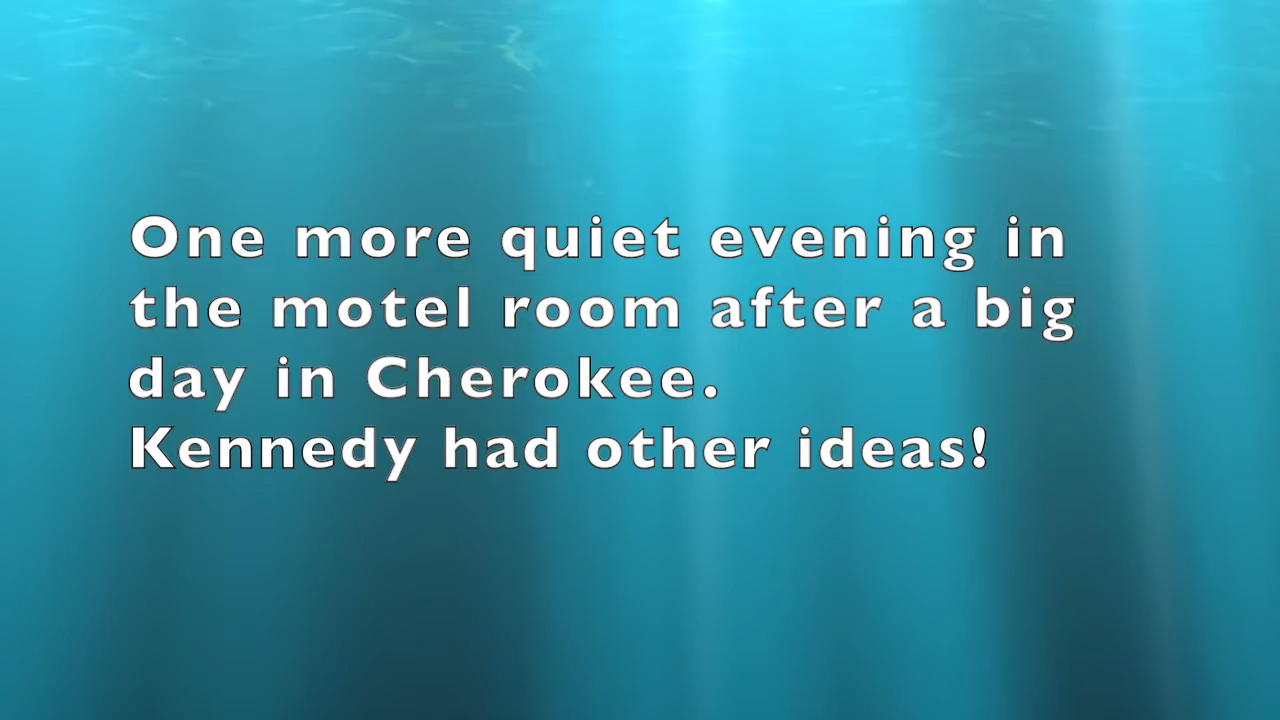 One more quiet evening in
the motel room after a big
day in Cherokee.
Kennedy had other ideas!